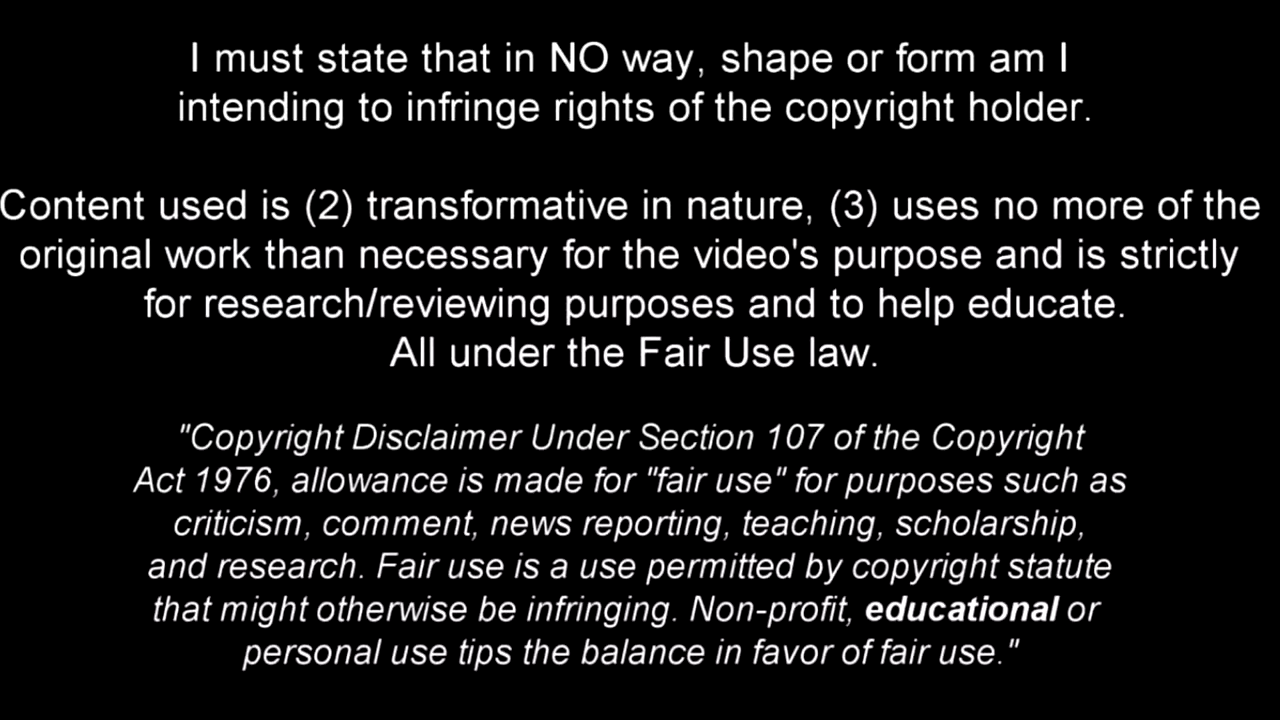 I must state that in NO way, shape or form am I
intending to infringe rights of the copyright holder.
Content used is (2) transformative in nature, (3) uses no more of the
original work than necessary for the video's purpose and is strictly
for research/reviewing purposes and to help educate.
All under the Fair Use law.
"Copyright Disclaimer Under Section 107 of the Copyright
Act 1976, allowance is made for "fair use" for purposes such as
criticism, comment, news reporting, teaching, scholarship,
and research. Fair use is a use permitted by copyright statute
that might otherwise be infringing. Non-profit, educational or
personal use tips the balance in favor of fair use."